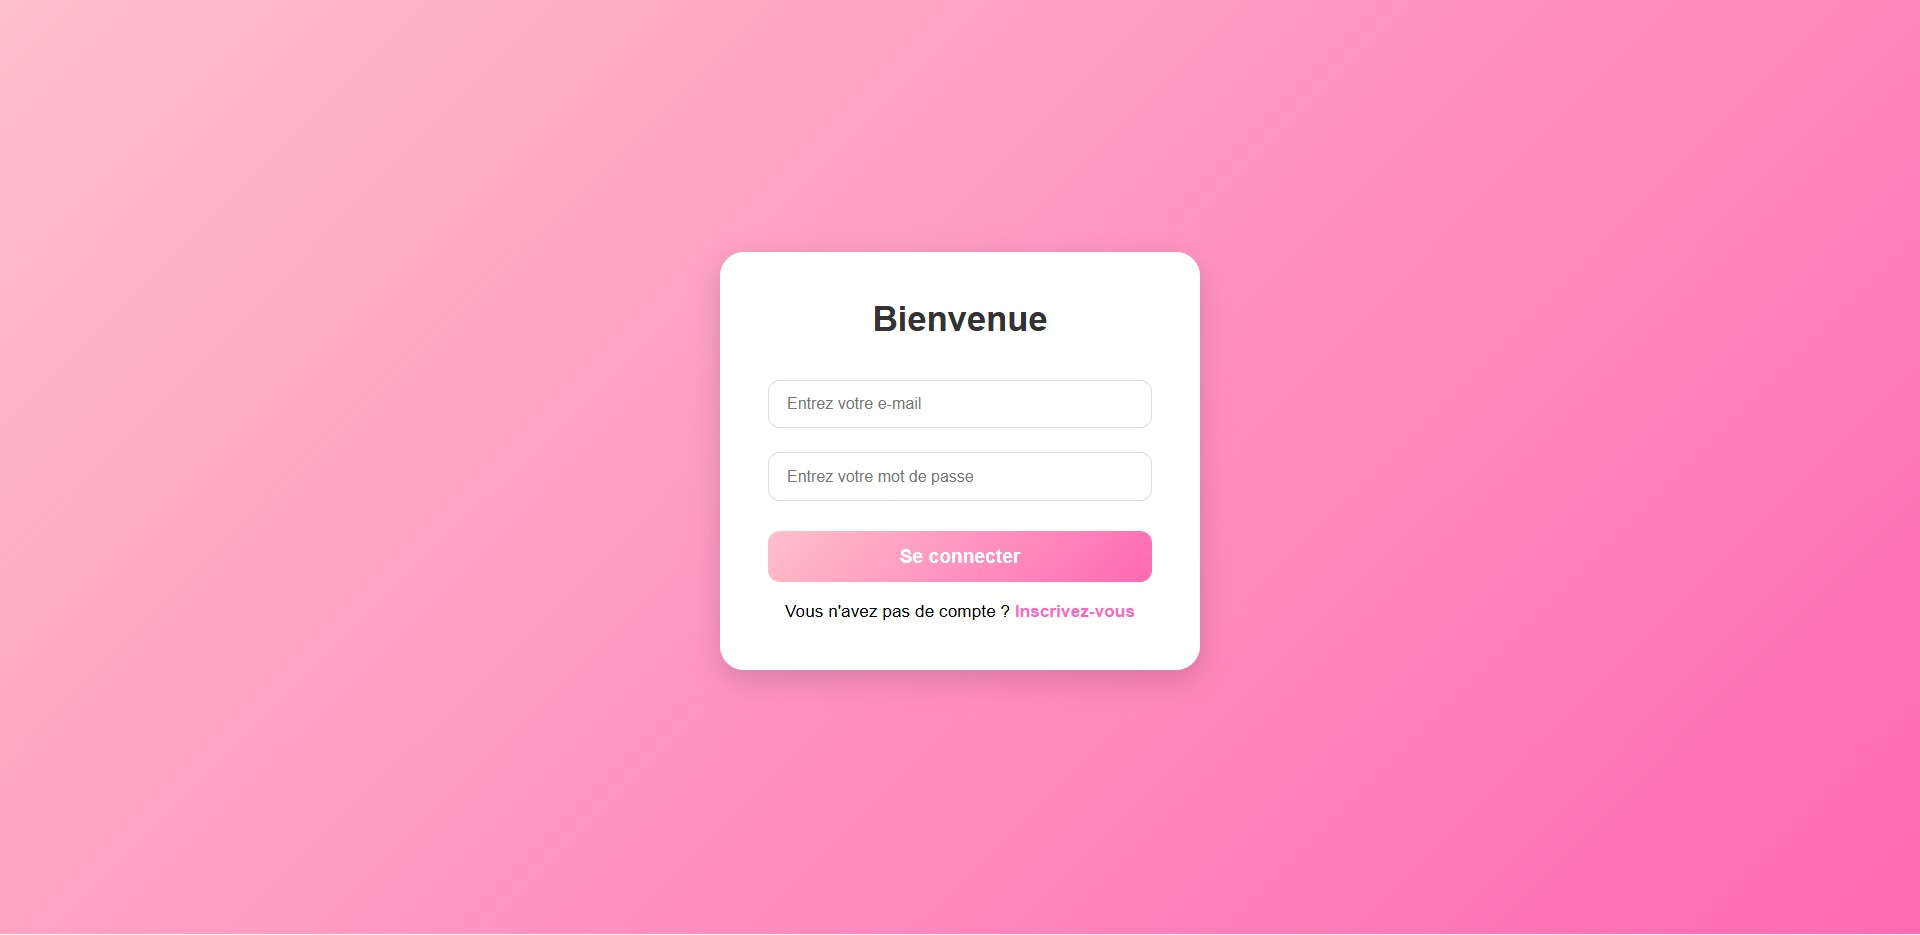 Bienvenue
Entrez votre e-mail
Entrez votre mot de passe
Se connecter
Vous n'avez pas de compte ? Inscrivez-vous